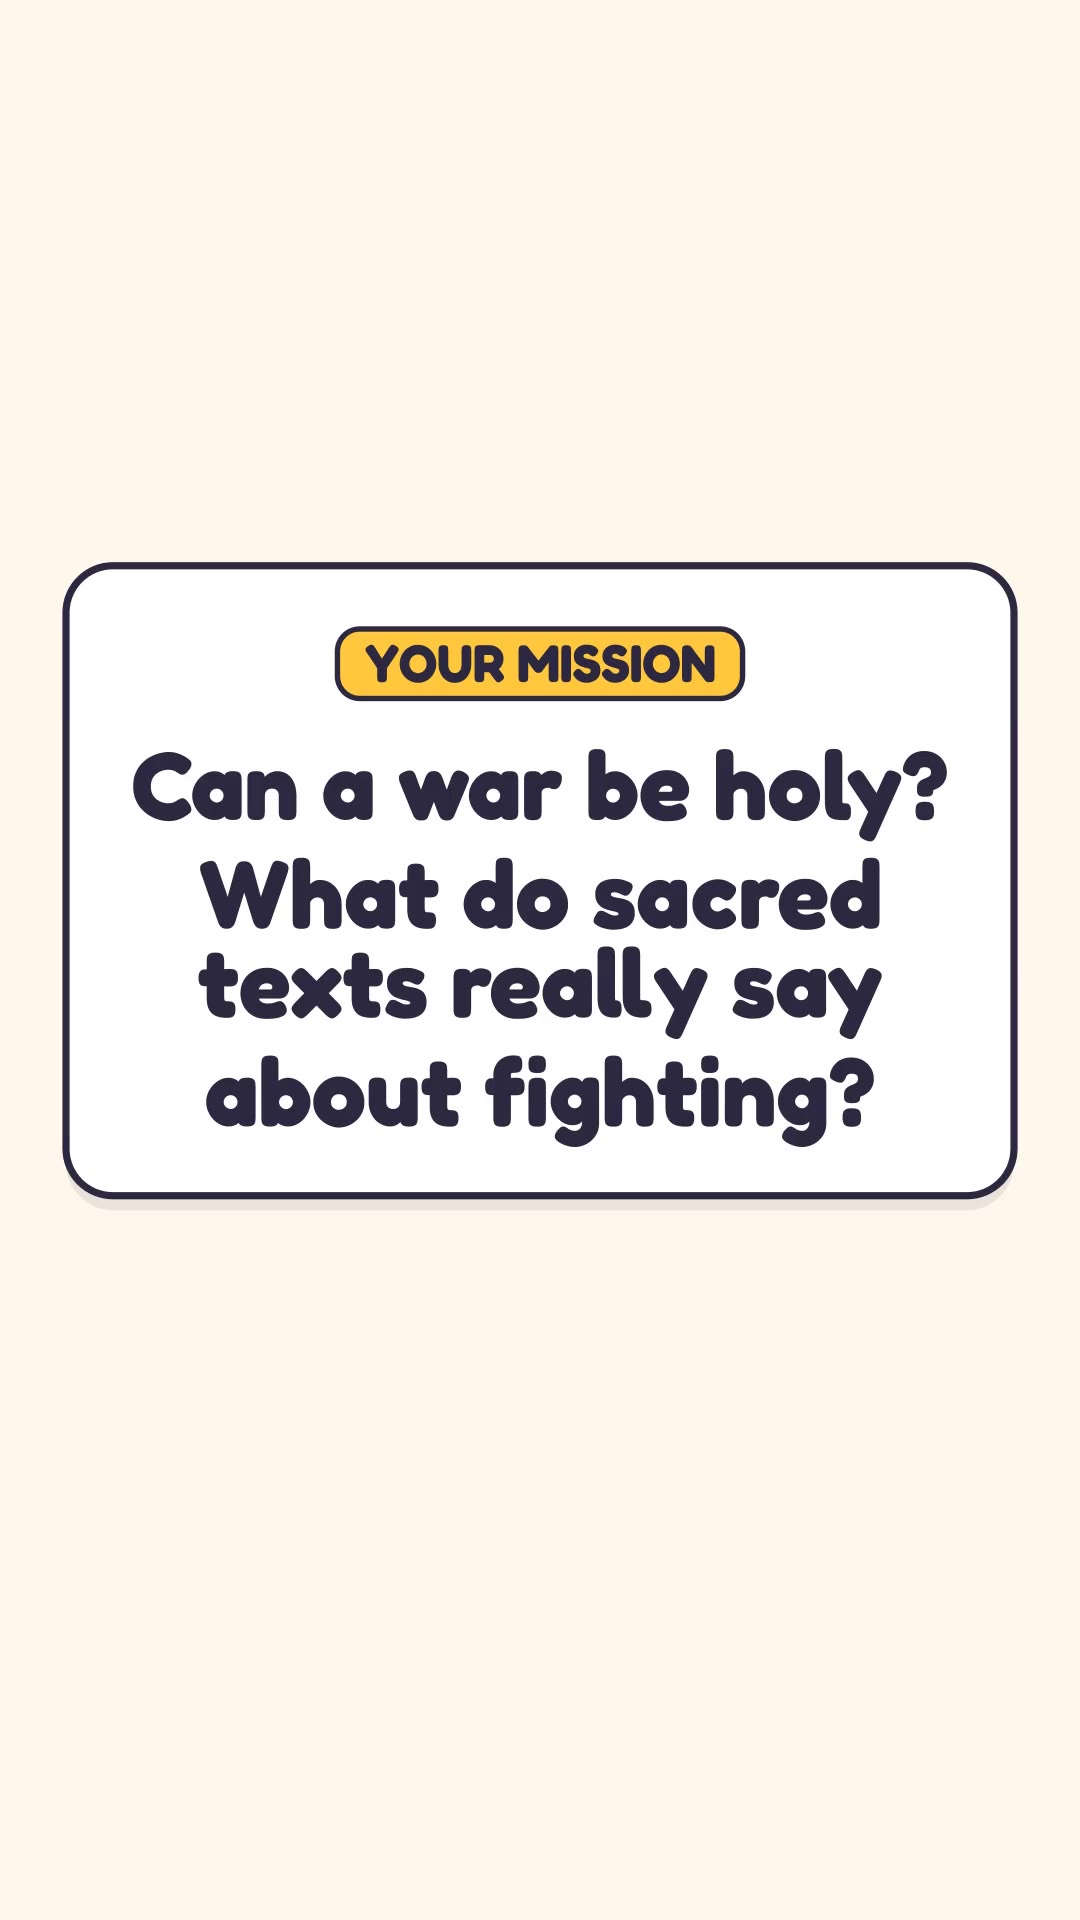 YOUR MISSION
Can a war be holy?
What do sacred
texts really say
about fighting?